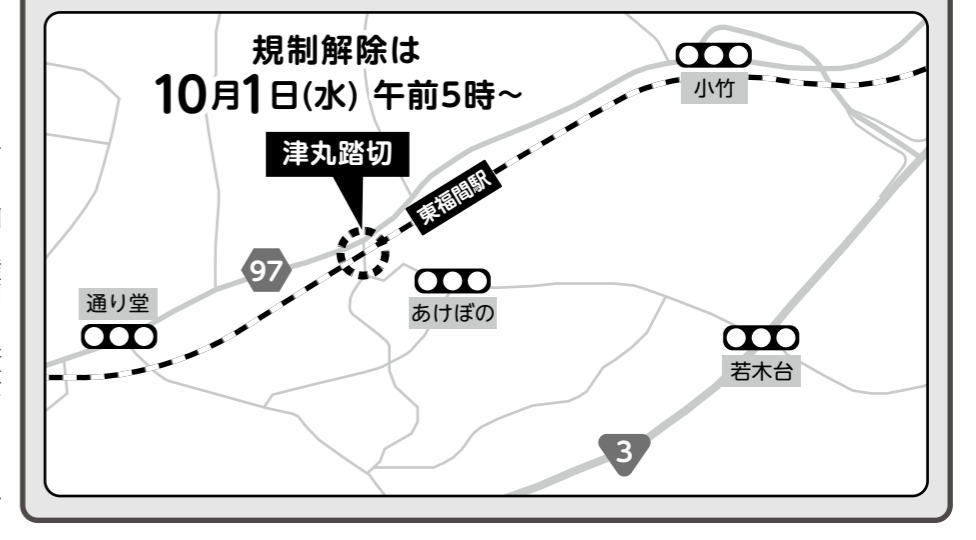 規制解除は
10月1日(水) 午前5時～
小竹
津丸踏切
東福間駅
97
通り堂
あけぼの
若木台
3